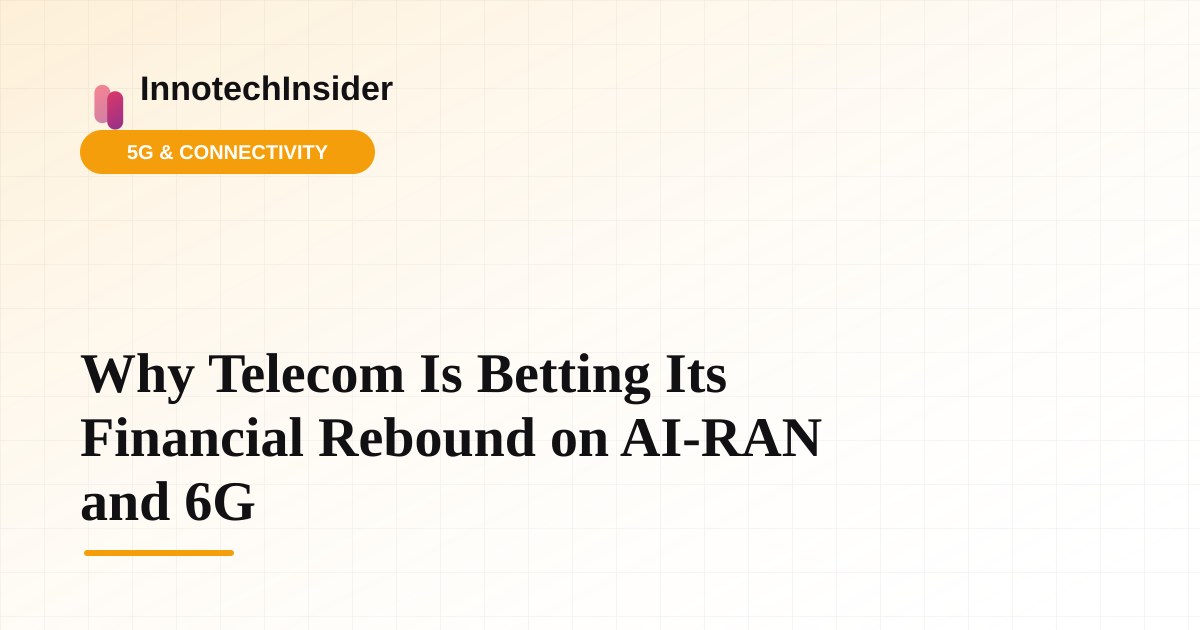 InnotechInsider
5G & CONNECTIVITY
Why Telecom Is Betting Its
Financial Rebound on AI-RAN
and 6G